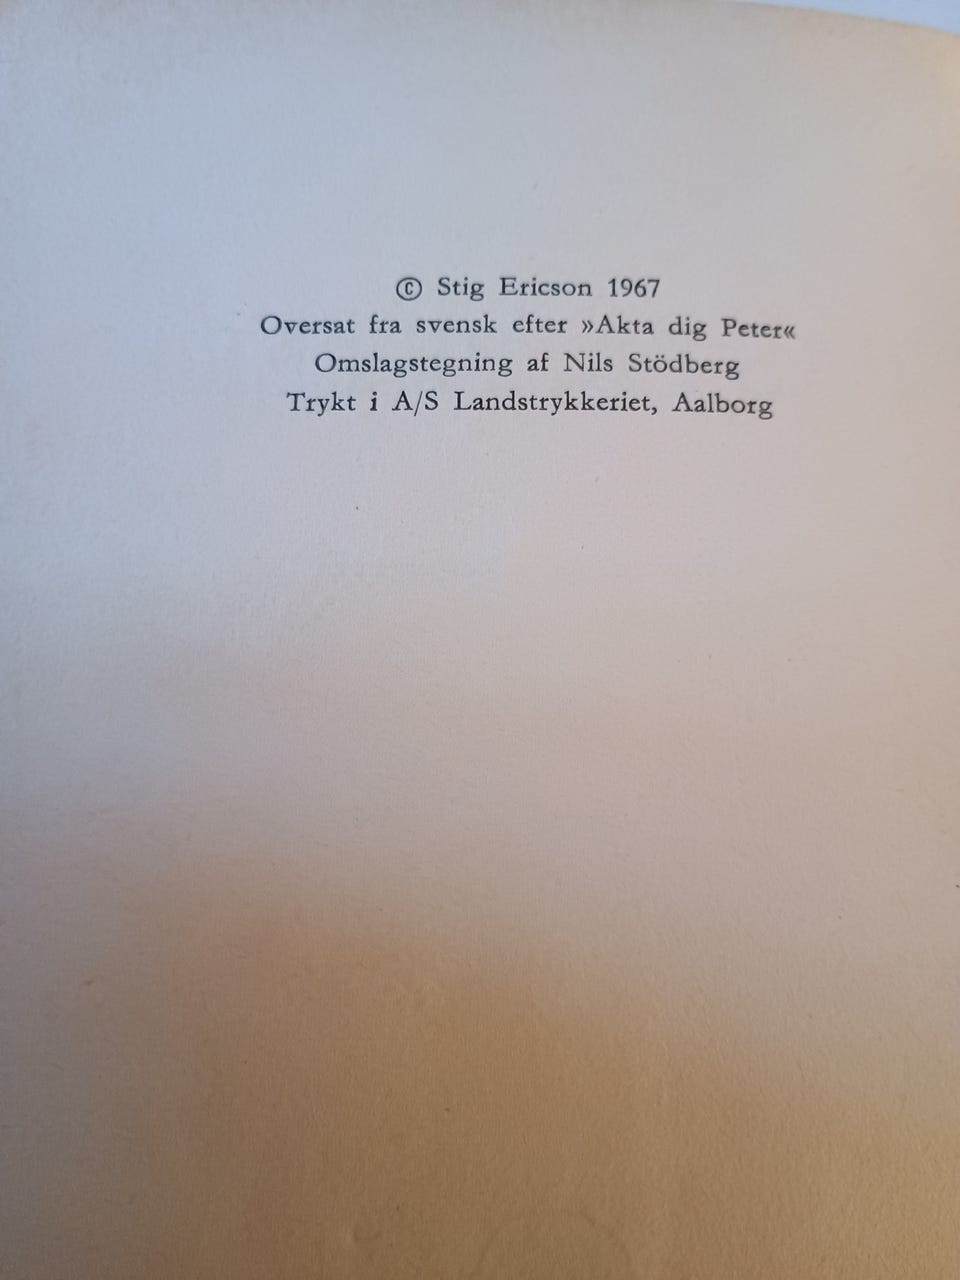 © Stig Ericson 1967
Oversat fra svensk efter »Akta dig Peter«
Omslagstegning af Nils Stödberg
Trykt i A/S Landstrykkeriet, Aalborg